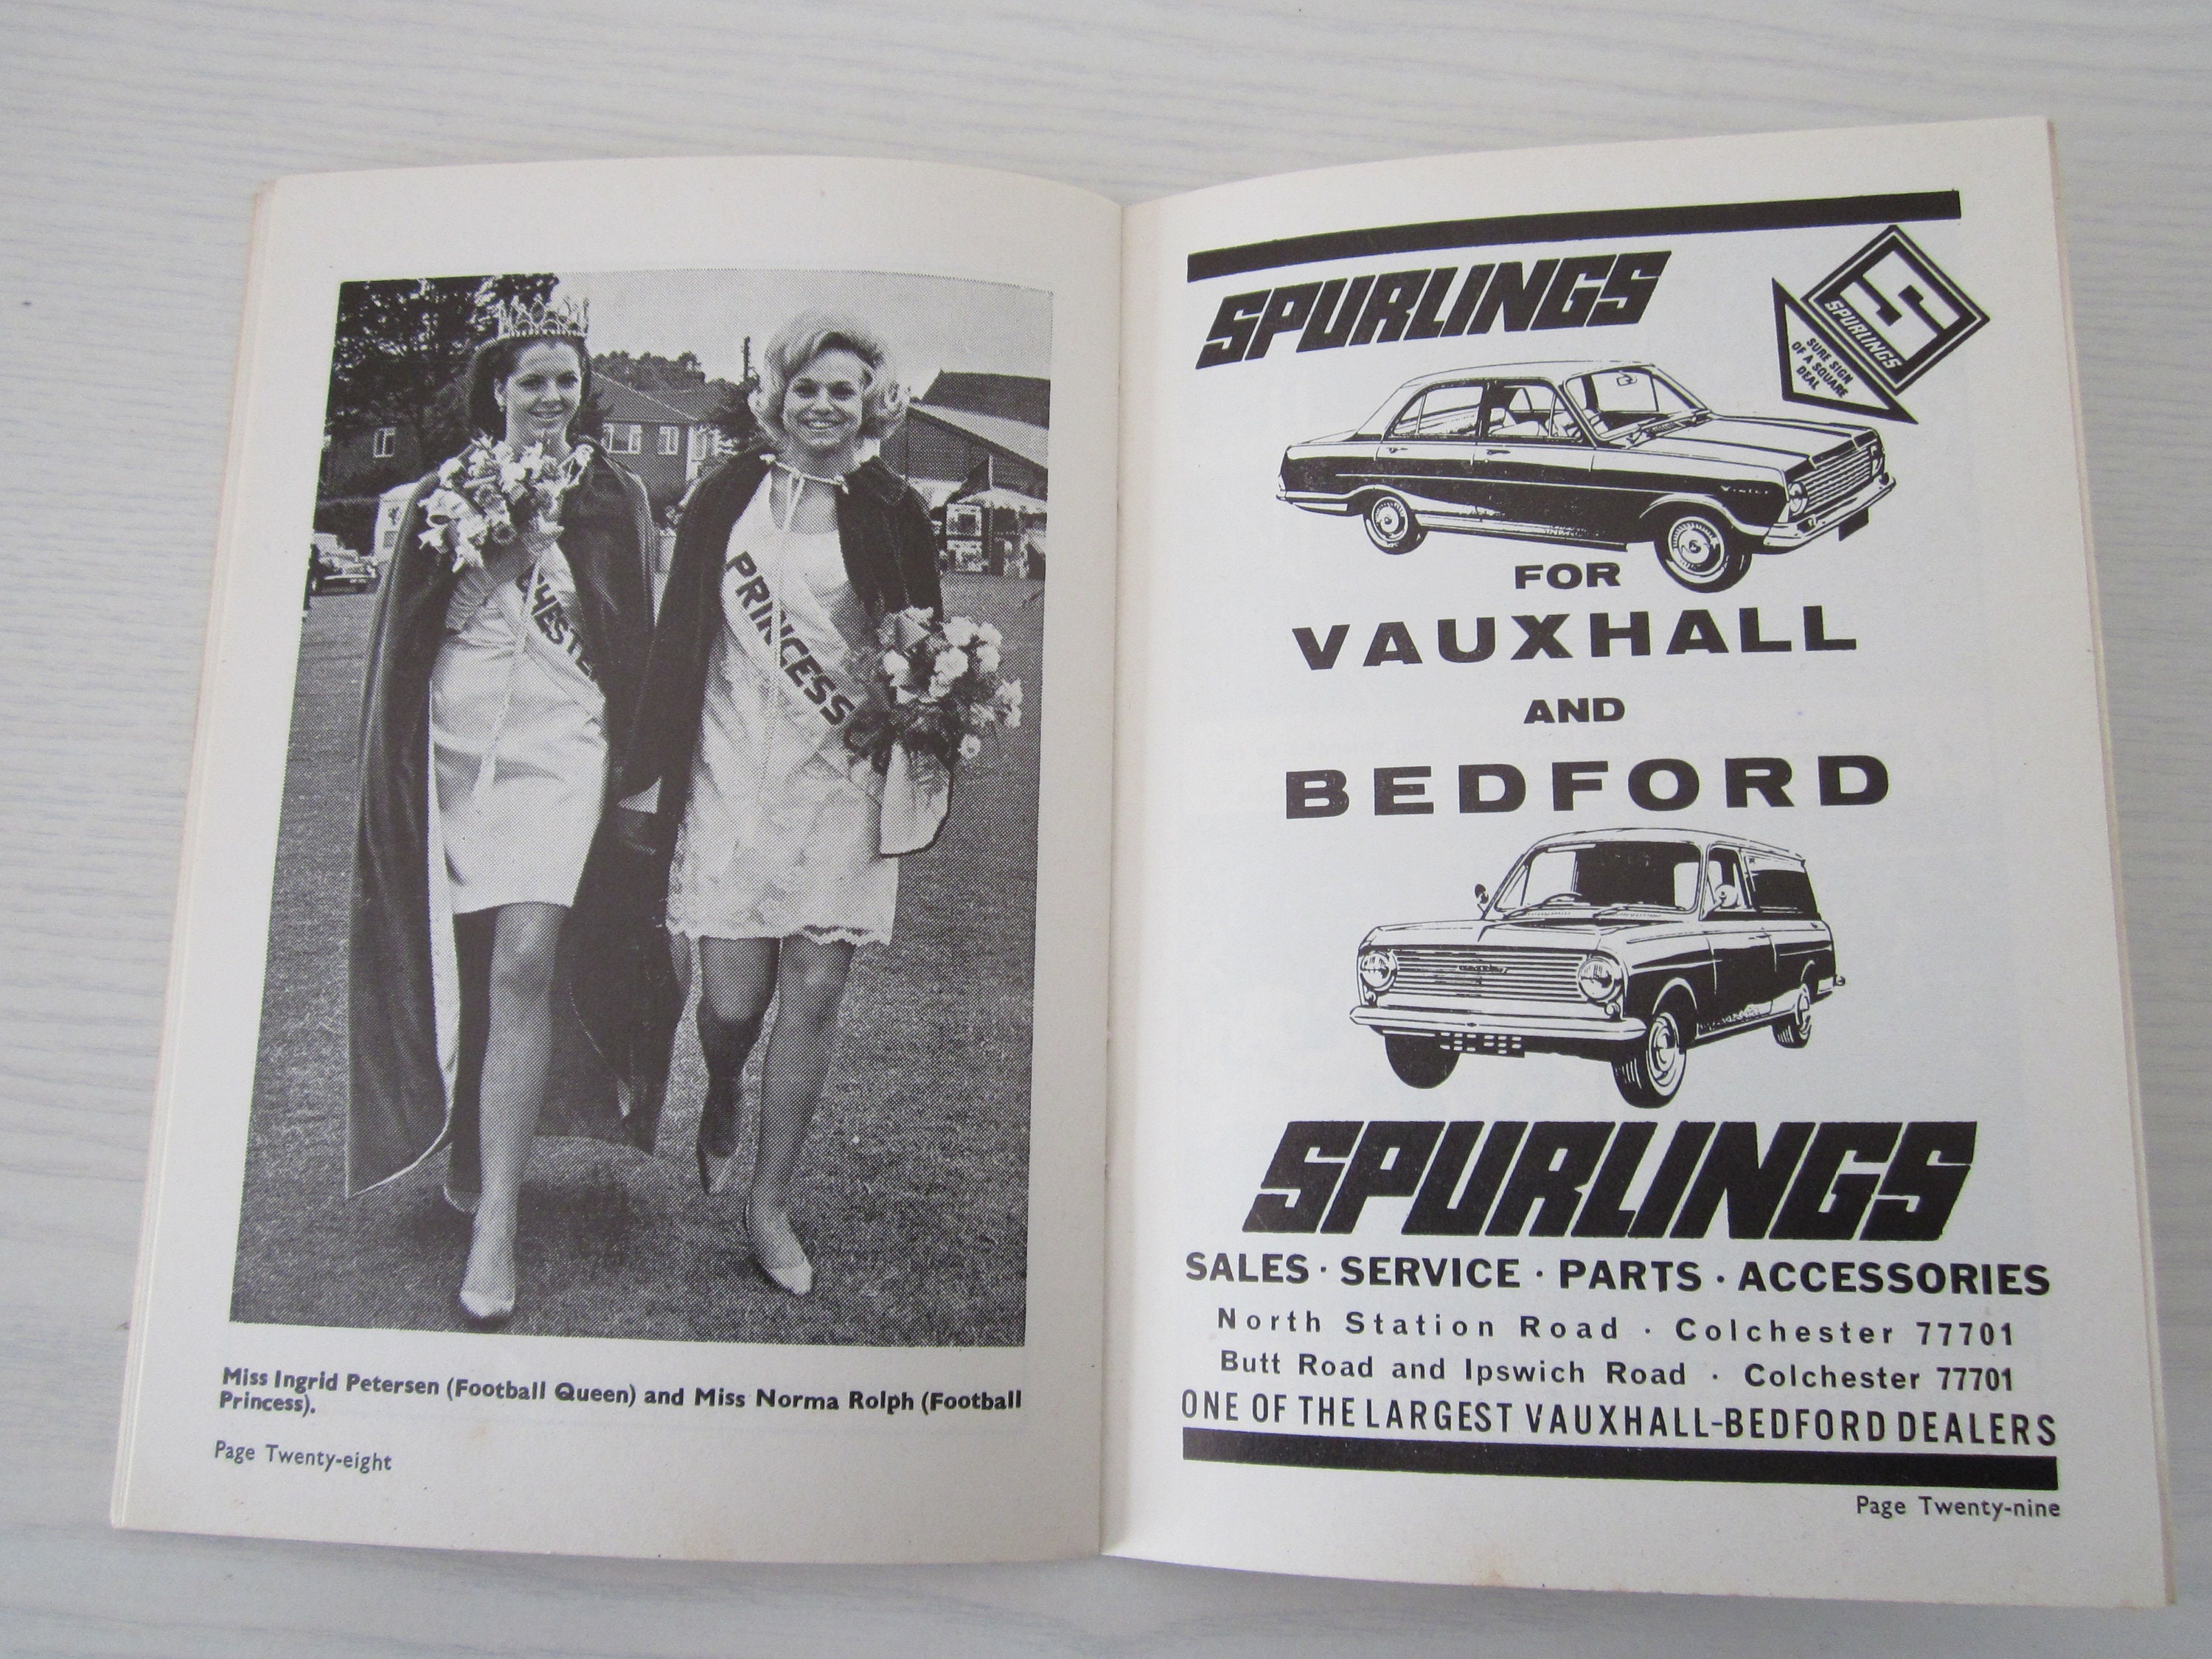 CHESTE
PRINCESS
Miss Ingrid Petersen (Football Queen) and Miss Norma Rolph (Football
Princess).
Page Twenty-eight
SPURLINGS
S
SPURLINGS
SURE SIGN
OF A SQUARE
DEAL
FOR
VAUXHALL
AND
BEDFORD
SPURLINGS
SALES · SERVICE · PARTS · ACCESSORIES
North Station Road · Colchester 77701
Butt Road and Ipswich Road · Colchester 77701
ONE OF THE LARGEST VAUXHALL-BEDFORD DEALERS
Page Twenty-nine